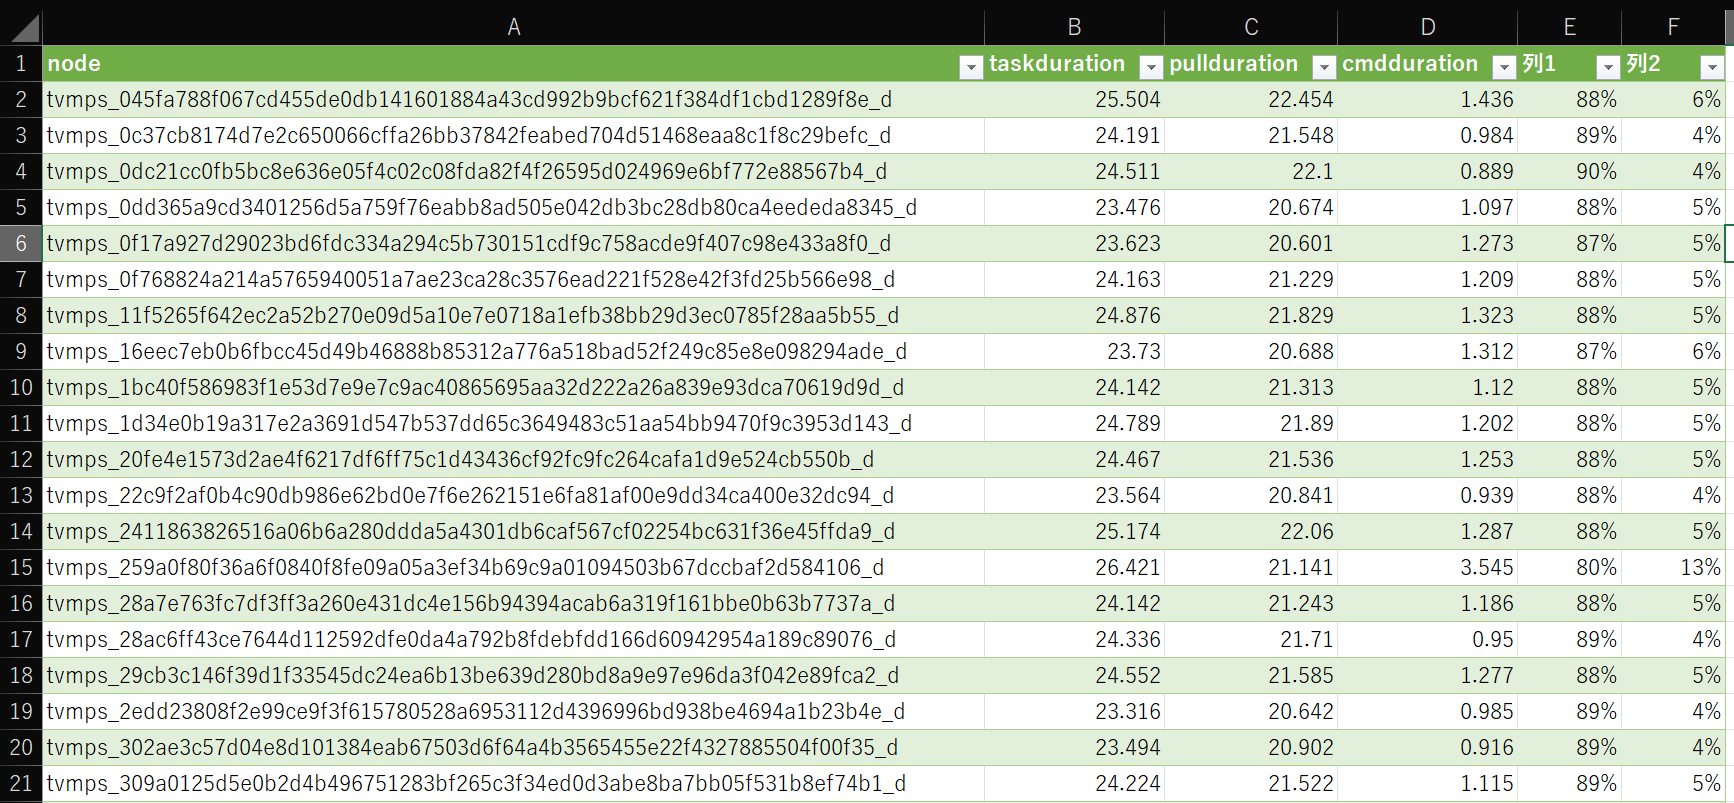 A B C D E F
1 node taskduration pullduration cmdduration 列1 列2
2 tvmps_045fa788f067cd455de0db141601884a43cd992b9bcf621f384df1cbd1289f8e_d 25.504 22.454 1.436 88% 6%
3 tvmps_0c37cb8174d7e2c650066cffa26bb37842feabed704d51468eaa8c1f8c29befc_d 24.191 21.548 0.984 89% 4%
4 tvmps_0dc21cc0fb5bc8e636e05f4c02c08fda82f4f26595d024969e6bf772e88567b4_d 24.511 22.1 0.889 90% 4%
5 tvmps_0dd365a9cd3401256d5a759f76eabb8ad505e042db3bc28db80ca4eededa8345_d 23.476 20.674 1.097 88% 5%
6 tvmps_0f17a927d29023bd6fdc334a294c5b730151cdf9c758acde9f407c98e433a8f0_d 23.623 20.601 1.273 87% 5%
7 tvmps_0f768824a214a5765940051a7ae23ca28c3576ead221f528e42f3fd25b566e98_d 24.163 21.229 1.209 88% 5%
8 tvmps_11f5265f642ec2a52b270e09d5a10e7e0718a1efb38bb29d3ec0785f28aa5b55_d 24.876 21.829 1.323 88% 5%
9 tvmps_16eec7eb0b6fbcc45d49b46888b85312a776a518bad52f249c85e8e098294ade_d 23.73 20.688 1.312 87% 6%
10 tvmps_1bc40f586983f1e53d7e9e7c9ac40865695aa32d222a26a839e93dca70619d9d_d 24.142 21.313 1.12 88% 5%
11 tvmps_1d34e0b19a317e2a3691d547b537dd65c3649483c51aa54bb9470f9c3953d143_d 24.789 21.89 1.202 88% 5%
12 tvmps_20fe4e1573d2ae4f6217df6ff75c1d43436cf92fc9fc264cafa1d9e524cb550b_d 24.467 21.536 1.253 88% 5%
13 tvmps_22c9f2af0b4c90db986e62bd0e7f6e262151e6fa81af00e9dd34ca400e32dc94_d 23.564 20.841 0.939 88% 4%
14 tvmps_2411863826516a06b6a280ddda5a4301db6caf567cf02254bc631f36e45ffda9_d 25.174 22.06 1.287 88% 5%
15 tvmps_259a0f80f36a6f0840f8fe09a05a3ef34b69c9a01094503b67dccbaf2d584106_d 26.421 21.141 3.545 80% 13%
16 tvmps_28a7e763fc7df3ff3a260e431dc4e156b94394acab6a319f161bbe0b63b7737a_d 24.142 21.243 1.186 88% 5%
17 tvmps_28ac6ff43ce7644d112592dfe0da4a792b8fdebfdd166d60942954a189c89076_d 24.336 21.71 0.95 89% 4%
18 tvmps_29cb3c146f39d1f33545dc24ea6b13be639d280bd8a9e97e96da3f042e89fca2_d 24.552 21.585 1.277 88% 5%
19 tvmps_2edd23808f2e99ce9f3f615780528a6953112d4396996bd938be4694a1b23b4e_d 23.316 20.642 0.985 89% 4%
20 tvmps_302ae3c57d04e8d101384eab67503d6f64a4b3565455e22f4327885504f00f35_d 23.494 20.902 0.916 89% 4%
21 tvmps_309a0125d5e0b2d4b496751283bf265c3f34ed0d3abe8ba7bb05f531b8ef74b1_d 24.224 21.522 1.115 89% 5%